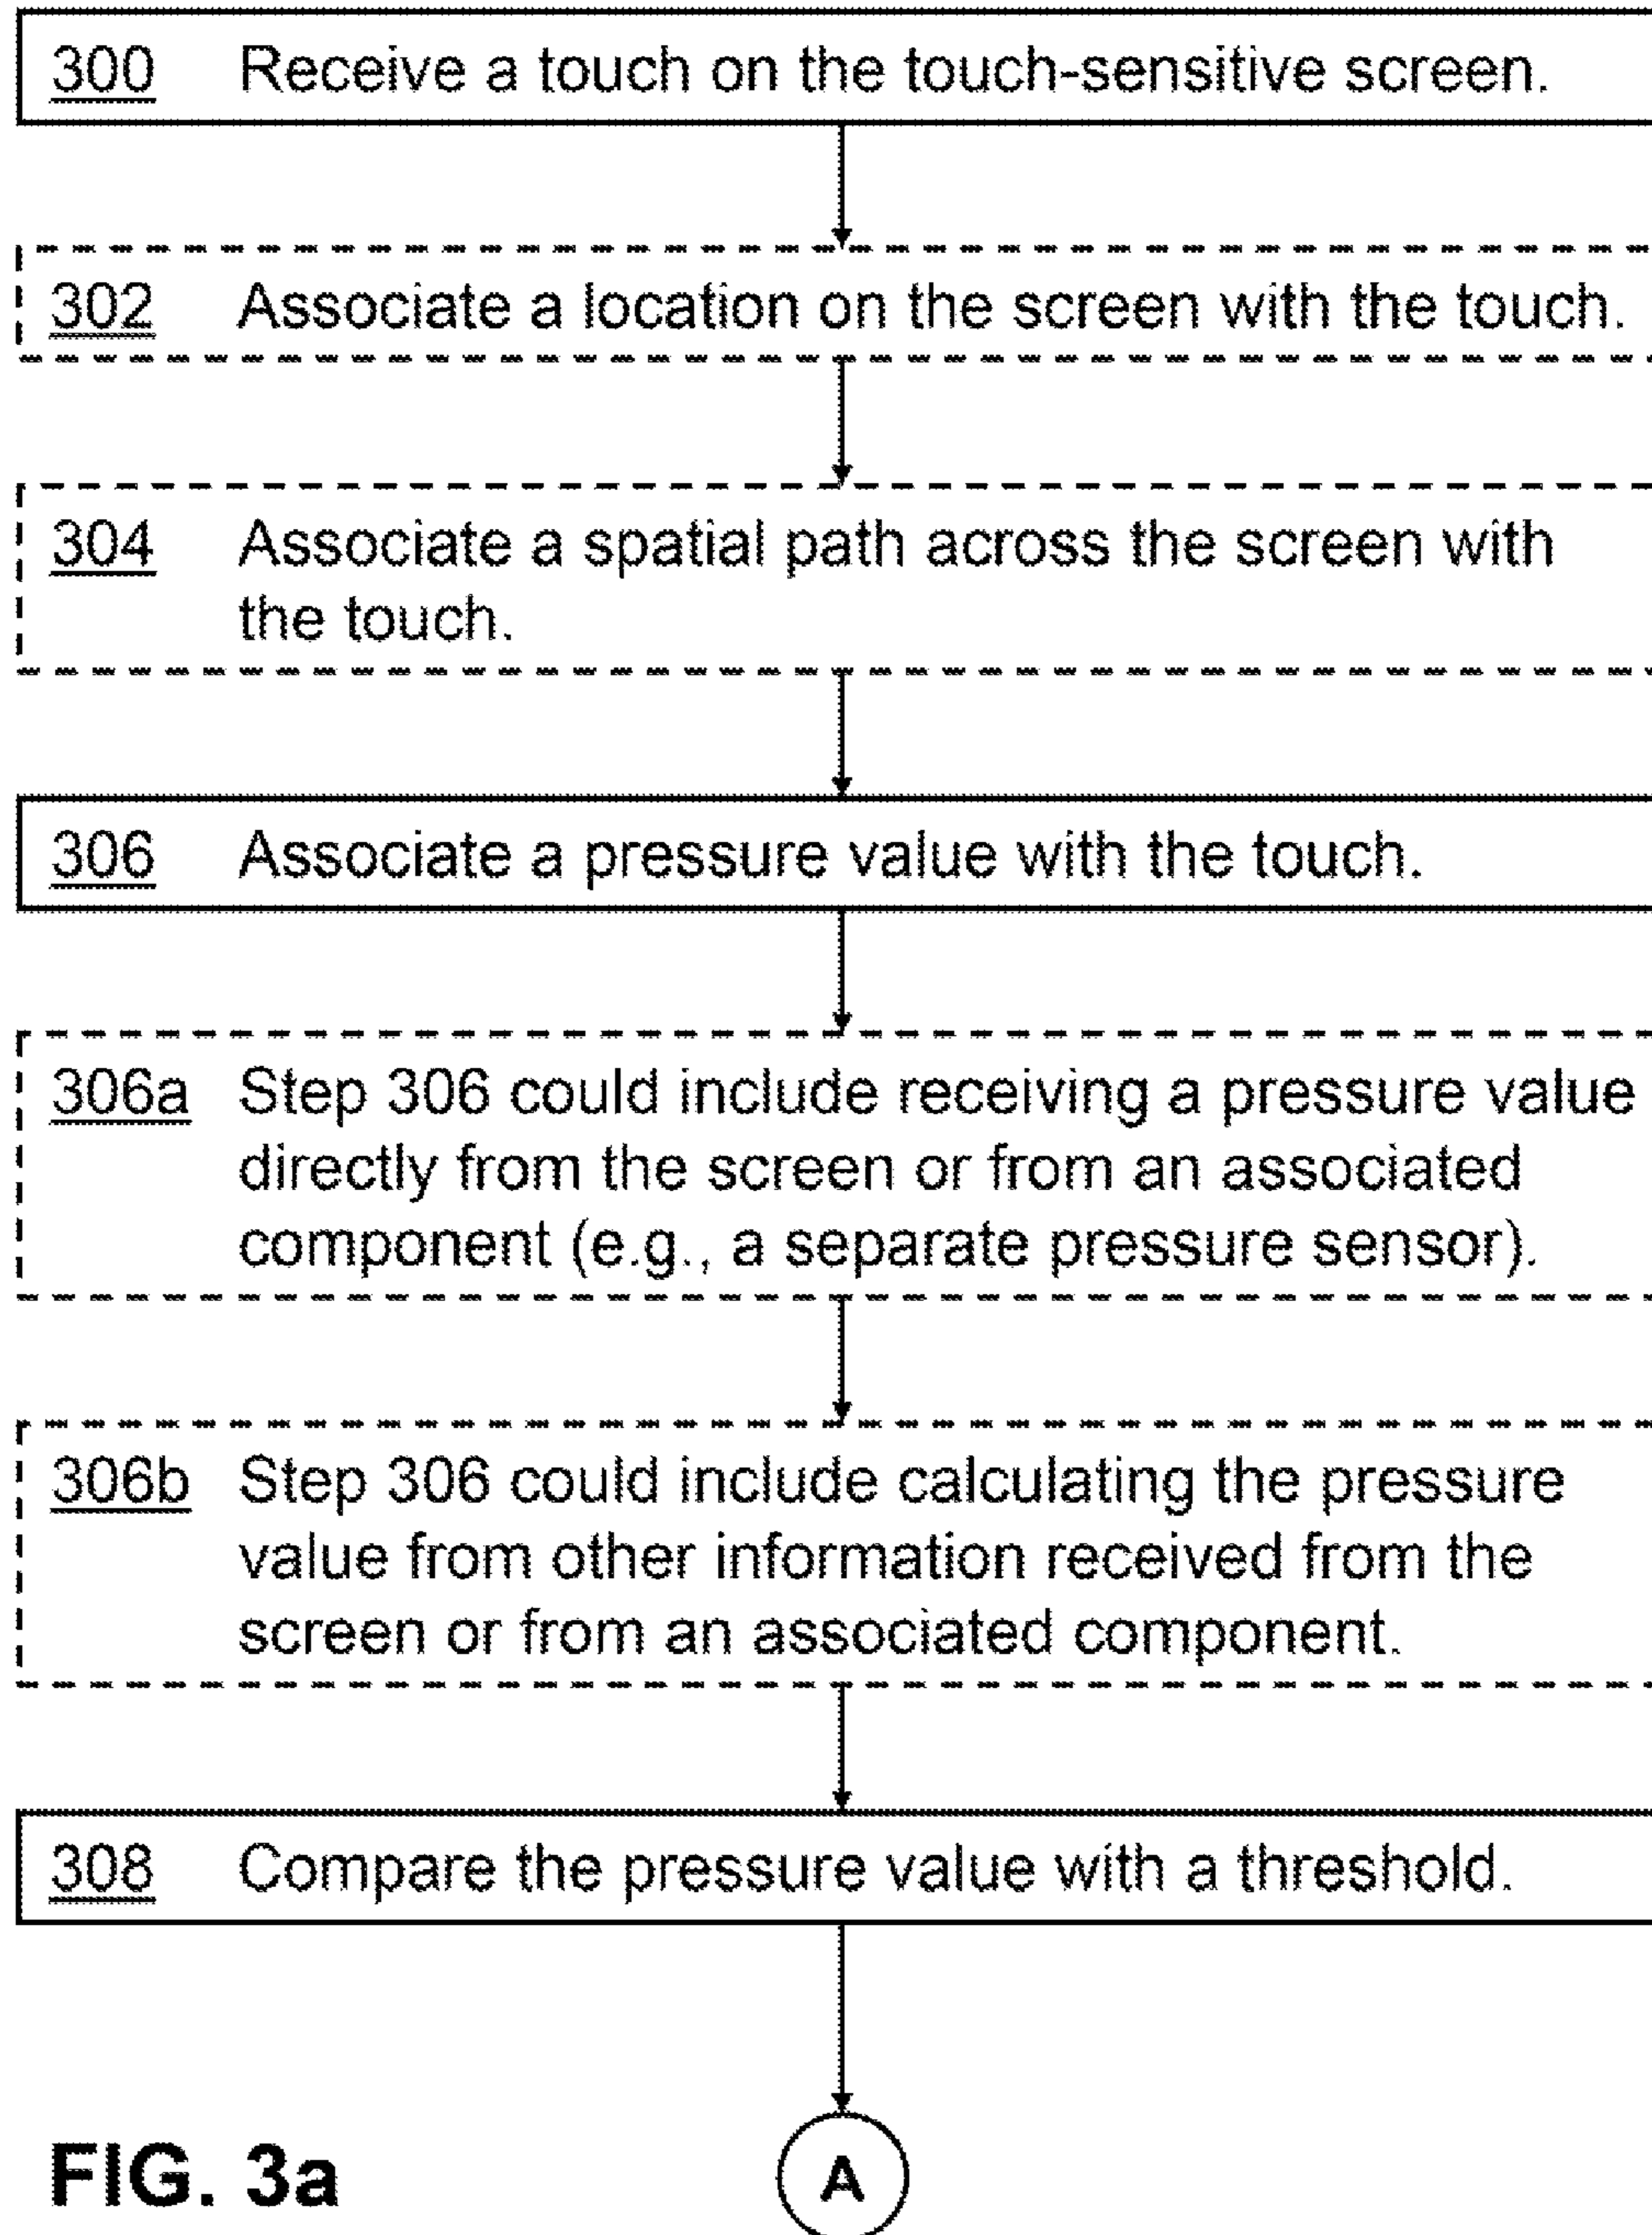 300 Receive a touch on the touch-sensitive screen.
302 Associate a location on the screen with the touch.
304 Associate a spatial path across the screen with
the touch.
306 Associate a pressure value with the touch.
306a Step 306 could include receiving a pressure value
directly from the screen or from an associated
component (e.g., a separate pressure sensor).
306b Step 306 could include calculating the pressure
value from other information received from the
screen or from an associated component.
308 Compare the pressure value with a threshold.
FIG. 3a
A